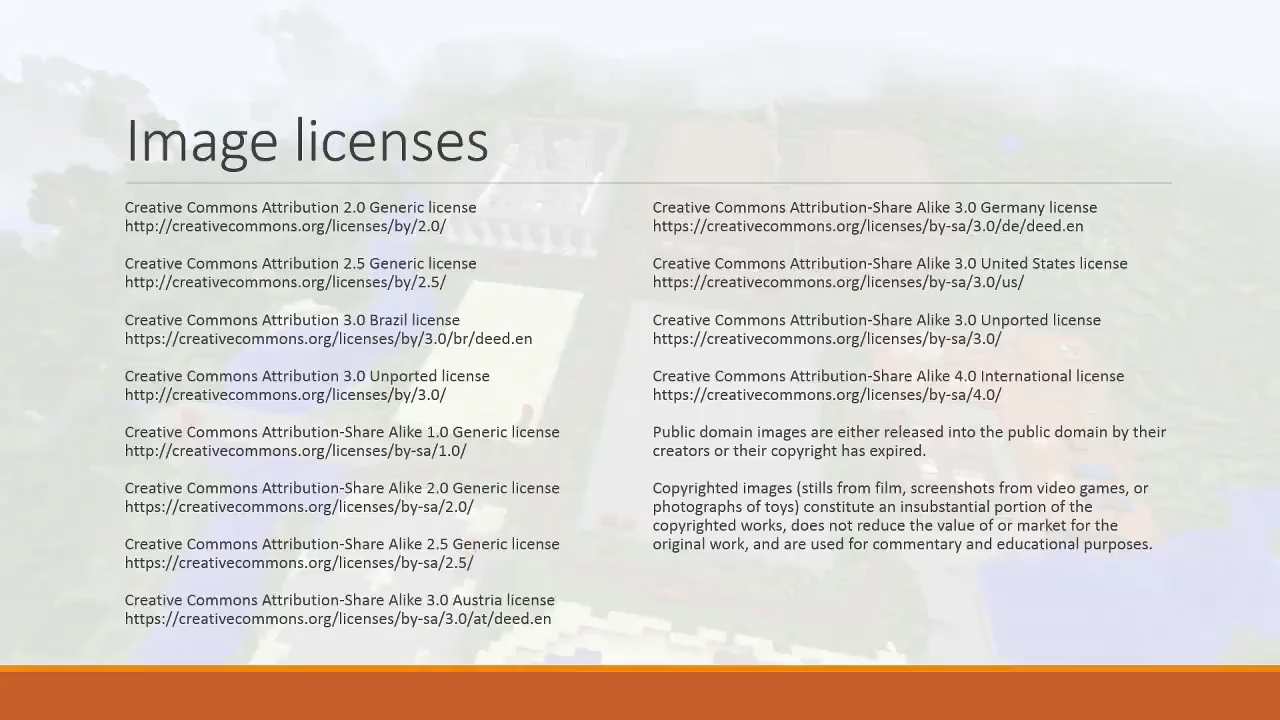 Image licenses
Creative Commons Attribution 2.0 Generic license
http://creativecommons.org/licenses/by/2.0/
Creative Commons Attribution 2.5 Generic license
http://creativecommons.org/licenses/by/2.5/
Creative Commons Attribution 3.0 Brazil license
https://creativecommons.org/licenses/by/3.0/br/deed.en
Creative Commons Attribution 3.0 Unported license
http://creativecommons.org/licenses/by/3.0/
Creative Commons Attribution-Share Alike 1.0 Generic license
http://creativecommons.org/licenses/by-sa/1.0/
Creative Commons Attribution-Share Alike 2.0 Generic license
https://creativecommons.org/licenses/by-sa/2.0/
Creative Commons Attribution-Share Alike 2.5 Generic license
https://creativecommons.org/licenses/by-sa/2.5/
Creative Commons Attribution-Share Alike 3.0 Austria license
https://creativecommons.org/licenses/by-sa/3.0/at/deed.en
Creative Commons Attribution-Share Alike 3.0 Germany license
https://creativecommons.org/licenses/by-sa/3.0/de/deed.en
Creative Commons Attribution-Share Alike 3.0 United States license
https://creativecommons.org/licenses/by-sa/3.0/us/
Creative Commons Attribution-Share Alike 3.0 Unported license
https://creativecommons.org/licenses/by-sa/3.0/
Creative Commons Attribution-Share Alike 4.0 International license
https://creativecommons.org/licenses/by-sa/4.0/
Public domain images are either released into the public domain by their
creators or their copyright has expired.
Copyrighted images (stills from film, screenshots from video games, or
photographs of toys) constitute an insubstantial portion of the
copyrighted works, does not reduce the value of or market for the
original work, and are used for commentary and educational purposes.